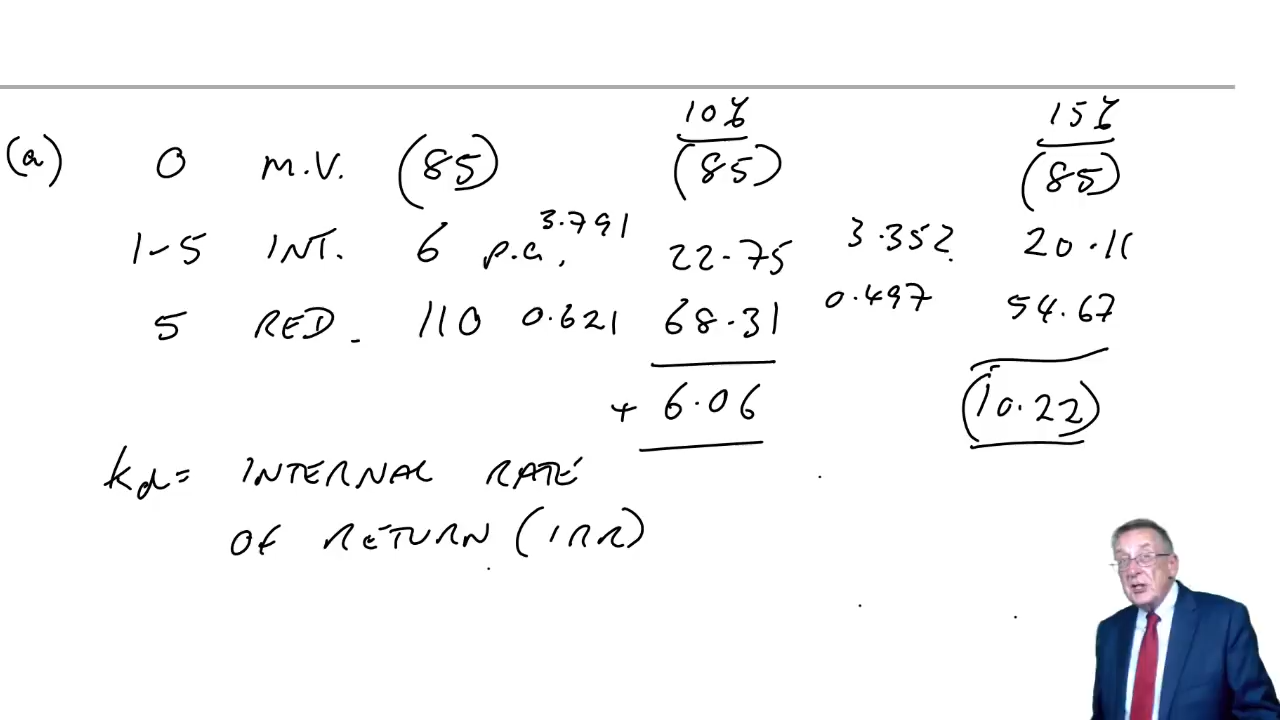 10% 15%
(a) 0 M.V. (85) (85) (85)
1-5 INT. 6 p.a. 3.791 22.75 3.352 20.11
5 RED. 110 0.621 68.31 0.497 54.67
+ 6.06 (10.22)
kd = INTERNAL RATE
OF RETURN (IRR)